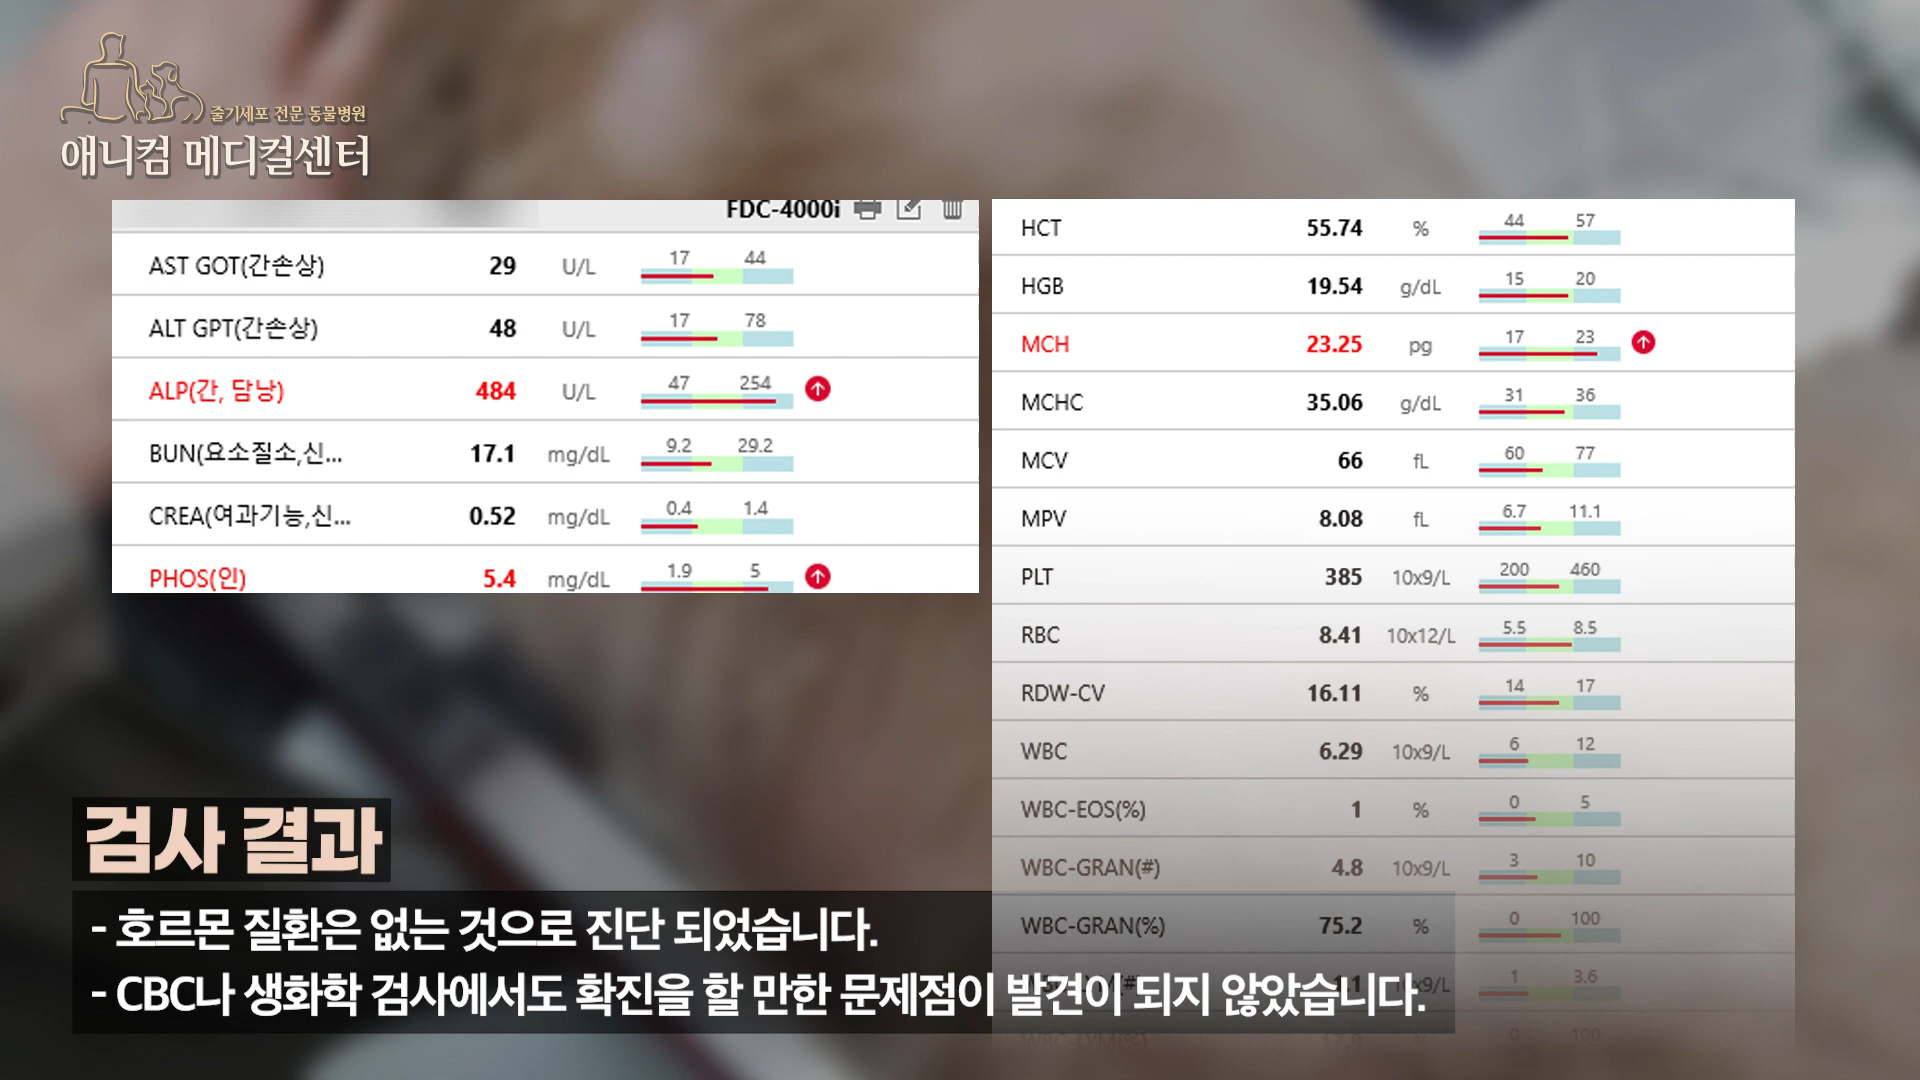 줄기세포 전문 동물병원
애니컴 메디컬센터
FDC-4000i
AST GOT(간손상) 29 U/L 17 44
ALT GPT(간손상) 48 U/L 17 78
ALP(간, 담낭) 484 U/L 47 254
BUN(요소질소,신... 17.1 mg/dL 9.2 29.2
CREA(여과기능,신... 0.52 mg/dL 0.4 1.4
PHOS(인) 5.4 mg/dL 1.9 5
HCT 55.74 % 44 57
HGB 19.54 g/dL 15 20
MCH 23.25 pg 17 23
MCHC 35.06 g/dL 31 36
MCV 66 fL 60 77
MPV 8.08 fL 6.7 11.1
PLT 385 10x9/L 200 460
RBC 8.41 10x12/L 5.5 8.5
RDW-CV 16.11 % 14 17
WBC 6.29 10x9/L 6 12
WBC-EOS(%) 1 % 0 5
WBC-GRAN(#) 4.8 10x9/L 3 10
WBC-GRAN(%) 75.2 % 0 100
1 3.6
0 100
검사 결과
- 호르몬 질환은 없는 것으로 진단 되었습니다.
- CBC나 생화학 검사에서도 확진을 할 만한 문제점이 발견이 되지 않았습니다.